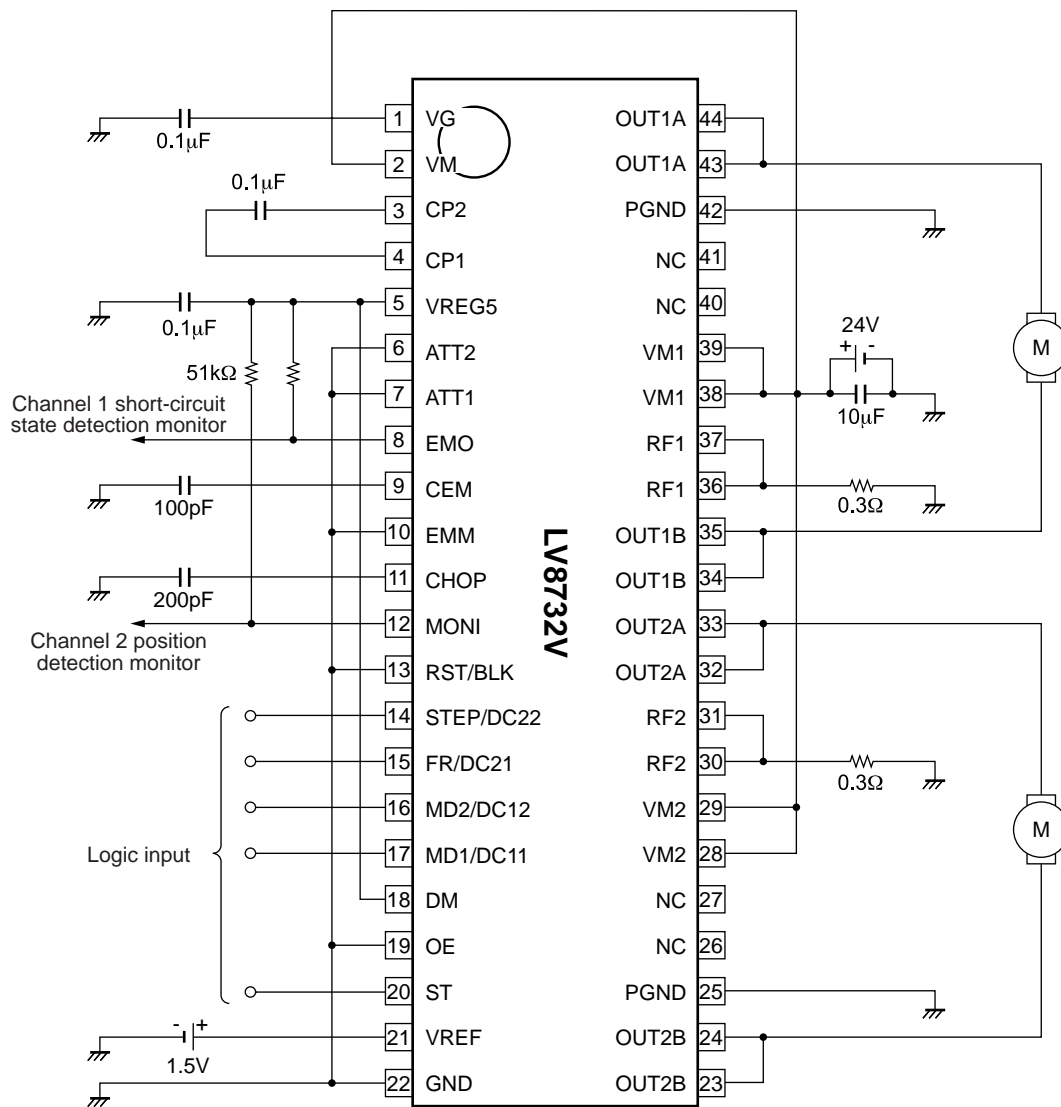 0.1µF
1 VG
2 VM
0.1µF
3 CP2
4 CP1
5 VREG5
0.1µF
51kΩ
6 ATT2
7 ATT1
Channel 1 short-circuit
state detection monitor
8 EMO
9 CEM
100pF
10 EMM
11 CHOP
200pF
12 MONI
Channel 2 position
detection monitor
13 RST/BLK
14 STEP/DC22
15 FR/DC21
16 MD2/DC12
17 MD1/DC11
Logic input
18 DM
19 OE
20 ST
- +
1.5V
21 VREF
22 GND
LV8732V
OUT1A 44
OUT1A 43
PGND 42
NC 41
NC 40
24V
+ -
VM1 39
VM1 38
10µF
M
RF1 37
RF1 36
0.3Ω
OUT1B 35
OUT1B 34
OUT2A 33
OUT2A 32
RF2 31
RF2 30
0.3Ω
VM2 29
VM2 28
M
NC 27
NC 26
PGND 25
OUT2B 24
OUT2B 23